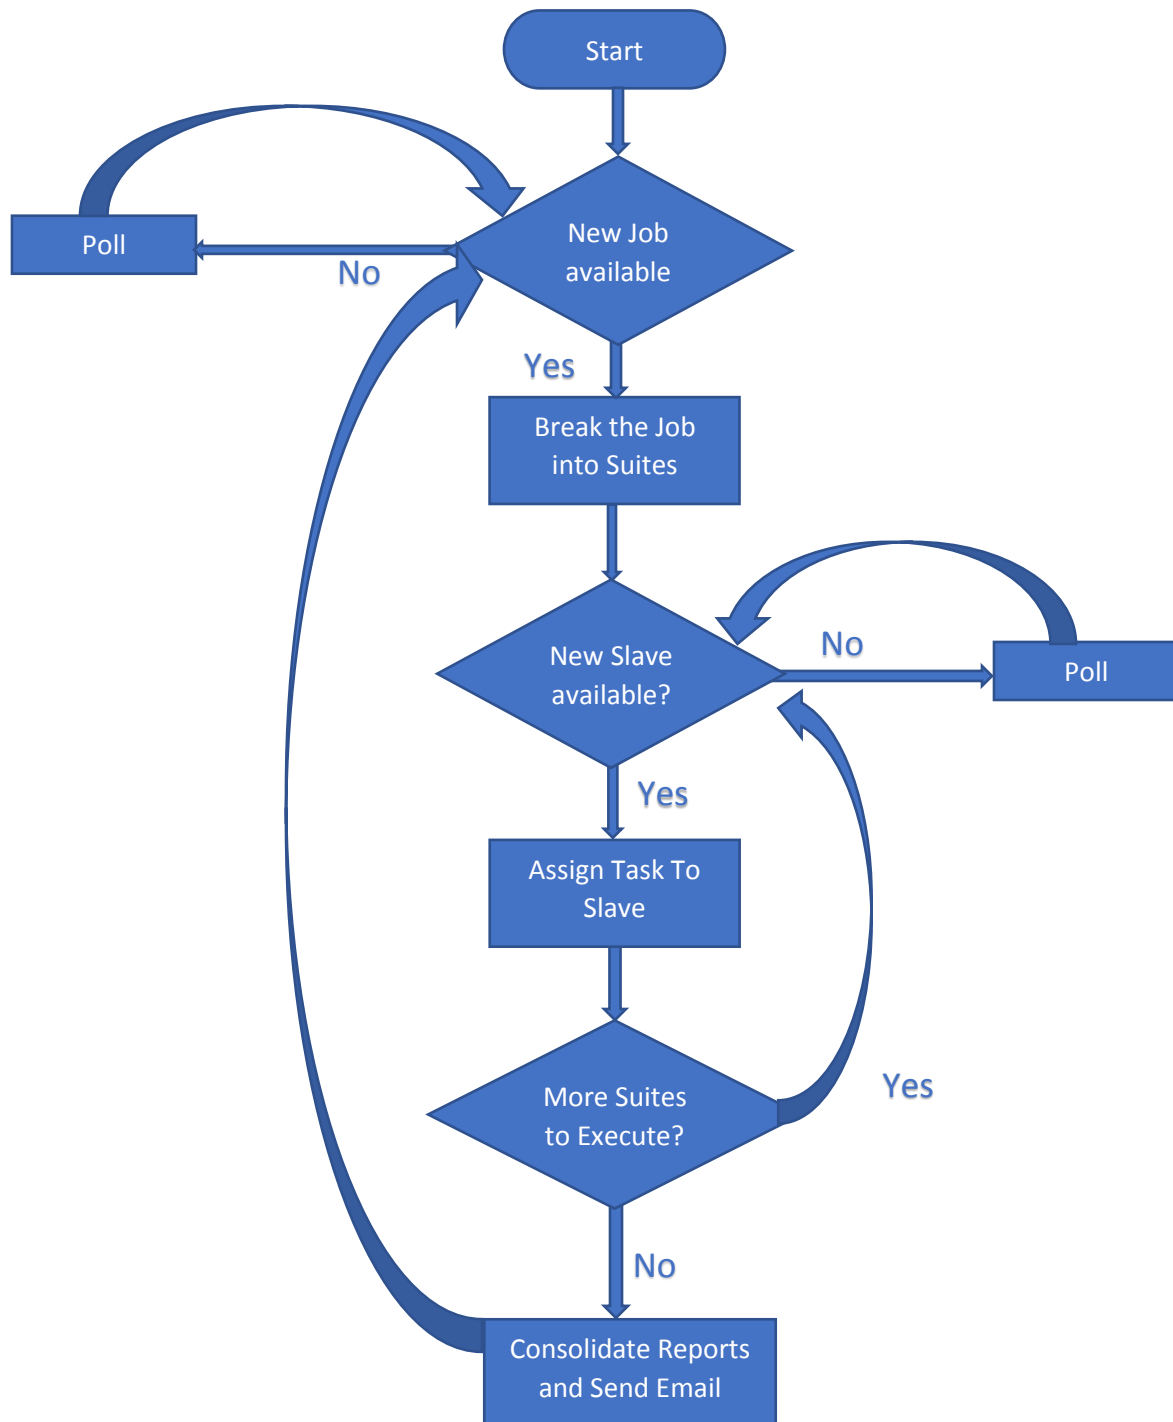 Start
New Job
available
Poll
No
Yes
Break the Job
into Suites
New Slave
available?
No
Poll
Yes
Assign Task To
Slave
More Suites
to Execute?
Yes
No
Consolidate Reports
and Send Email